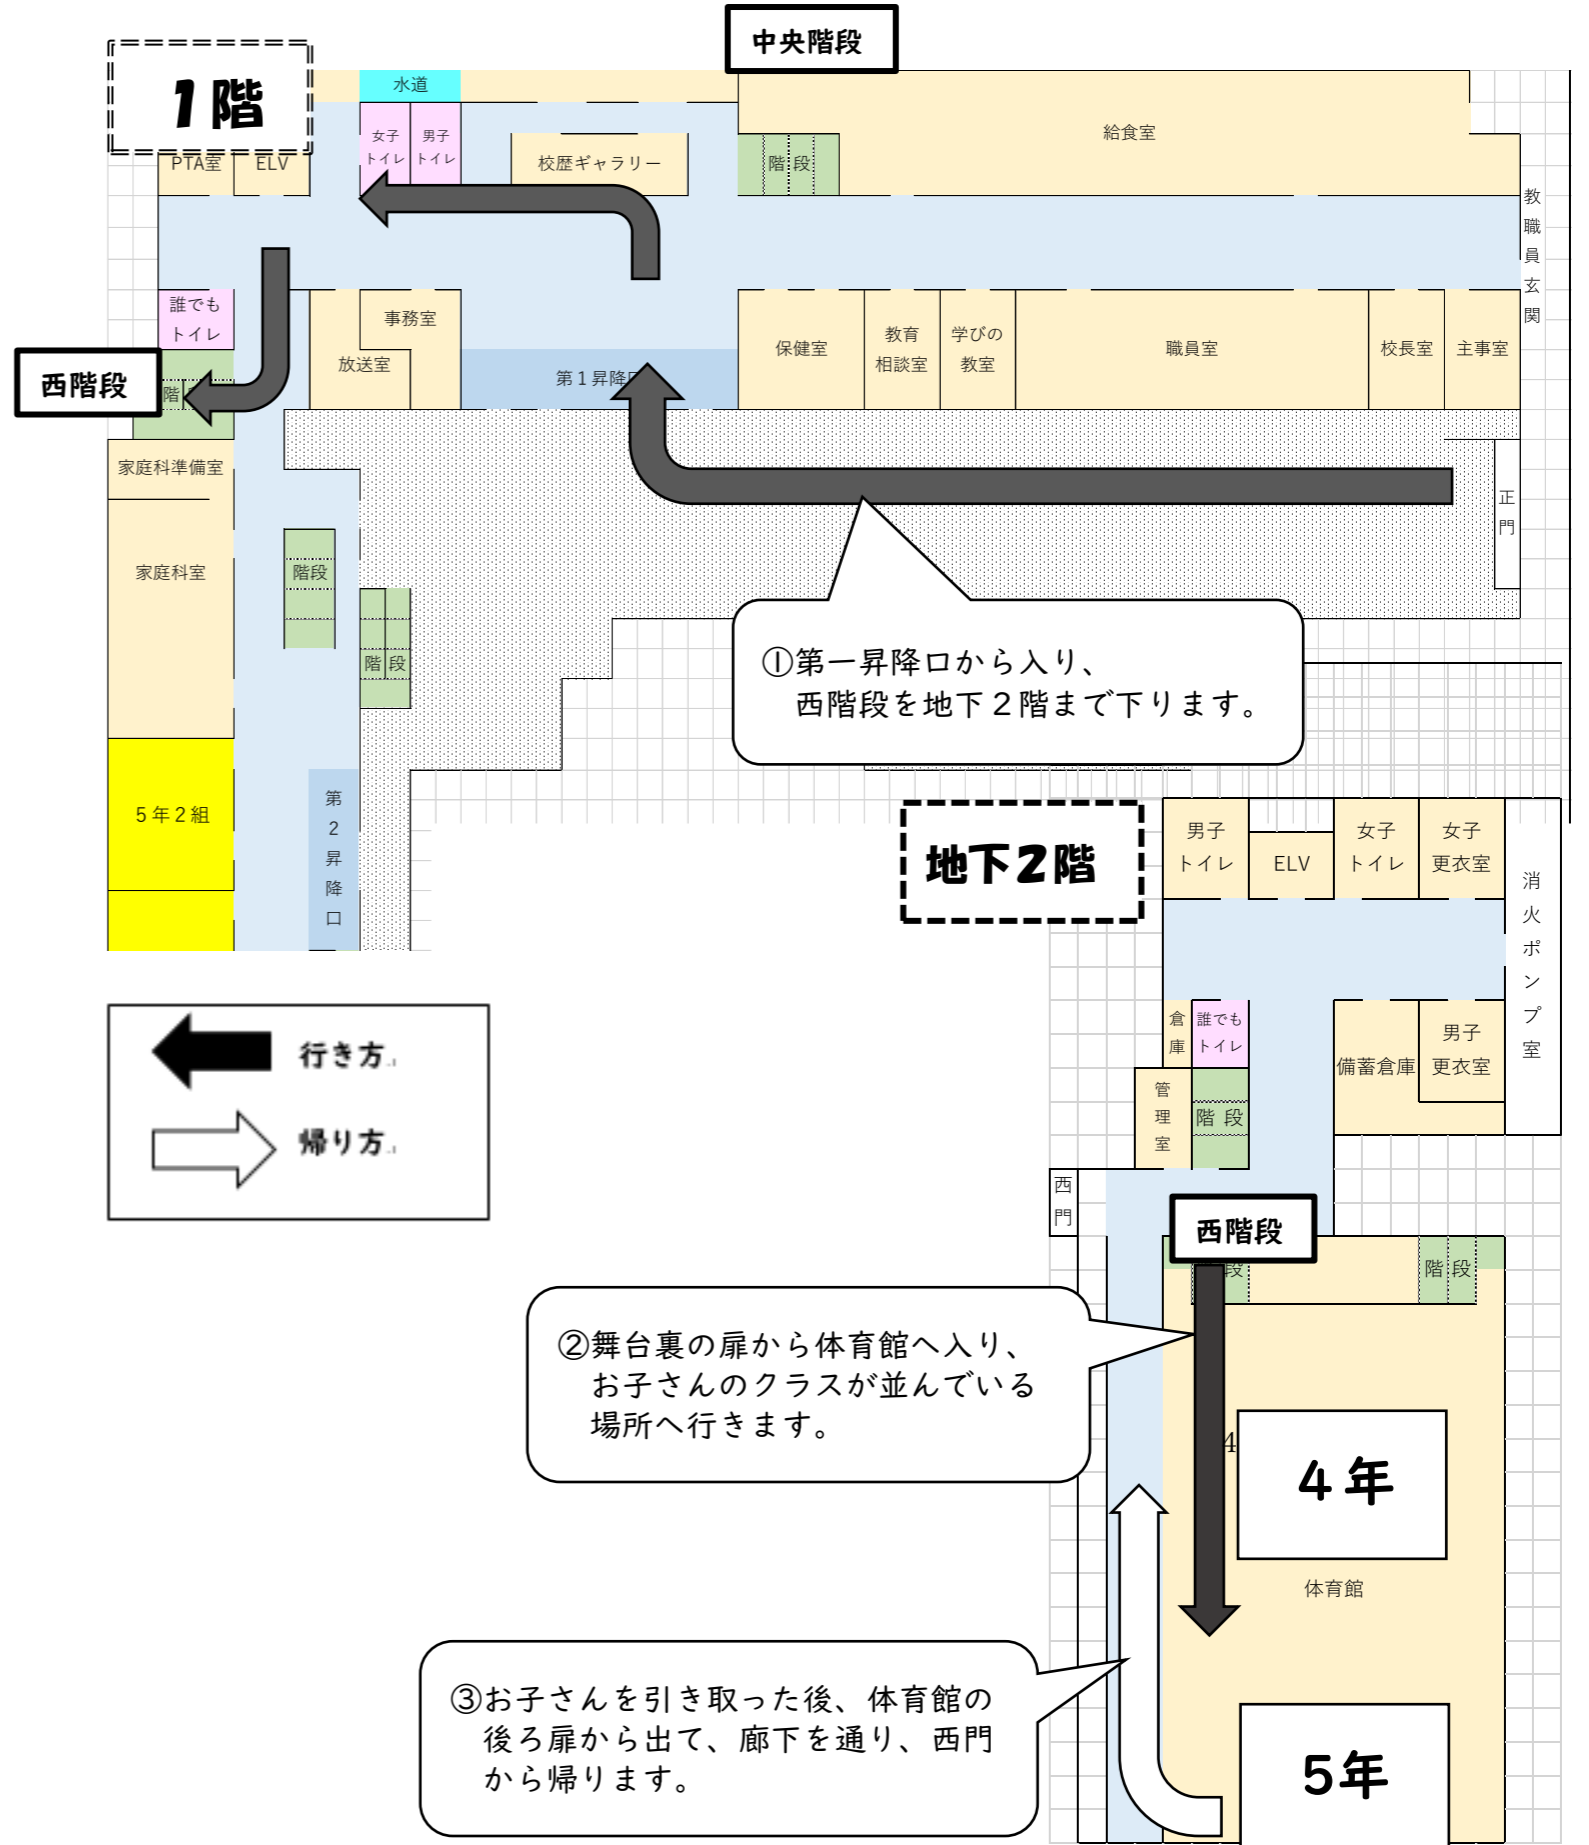 中央階段
1階
水道
女子
トイレ
男子
トイレ
校歴ギャラリー
階段
給食室
PTA室
ELV
教職員玄関
誰でも
トイレ
事務室
放送室
第1昇降口
保健室
教育
相談室
学びの
教室
職員室
校長室
主事室
西階段
階
家庭科準備室
正門
家庭科室
階段
階段
①第一昇降口から入り、
西階段を地下2階まで下ります。
5年2組
第2昇降口
地下2階
男子
トイレ
ELV
女子
トイレ
女子
更衣室
消火ポンプ室
倉庫
誰でも
トイレ
備蓄倉庫
男子
更衣室
管理室
階段
行き方
帰り方
西門
西階段
段
階段
②舞台裏の扉から体育館へ入り、
お子さんのクラスが並んでいる
場所へ行きます。
4
4年
体育館
③お子さんを引き取った後、体育館の
後ろ扉から出て、廊下を通り、西門
から帰ります。
5年